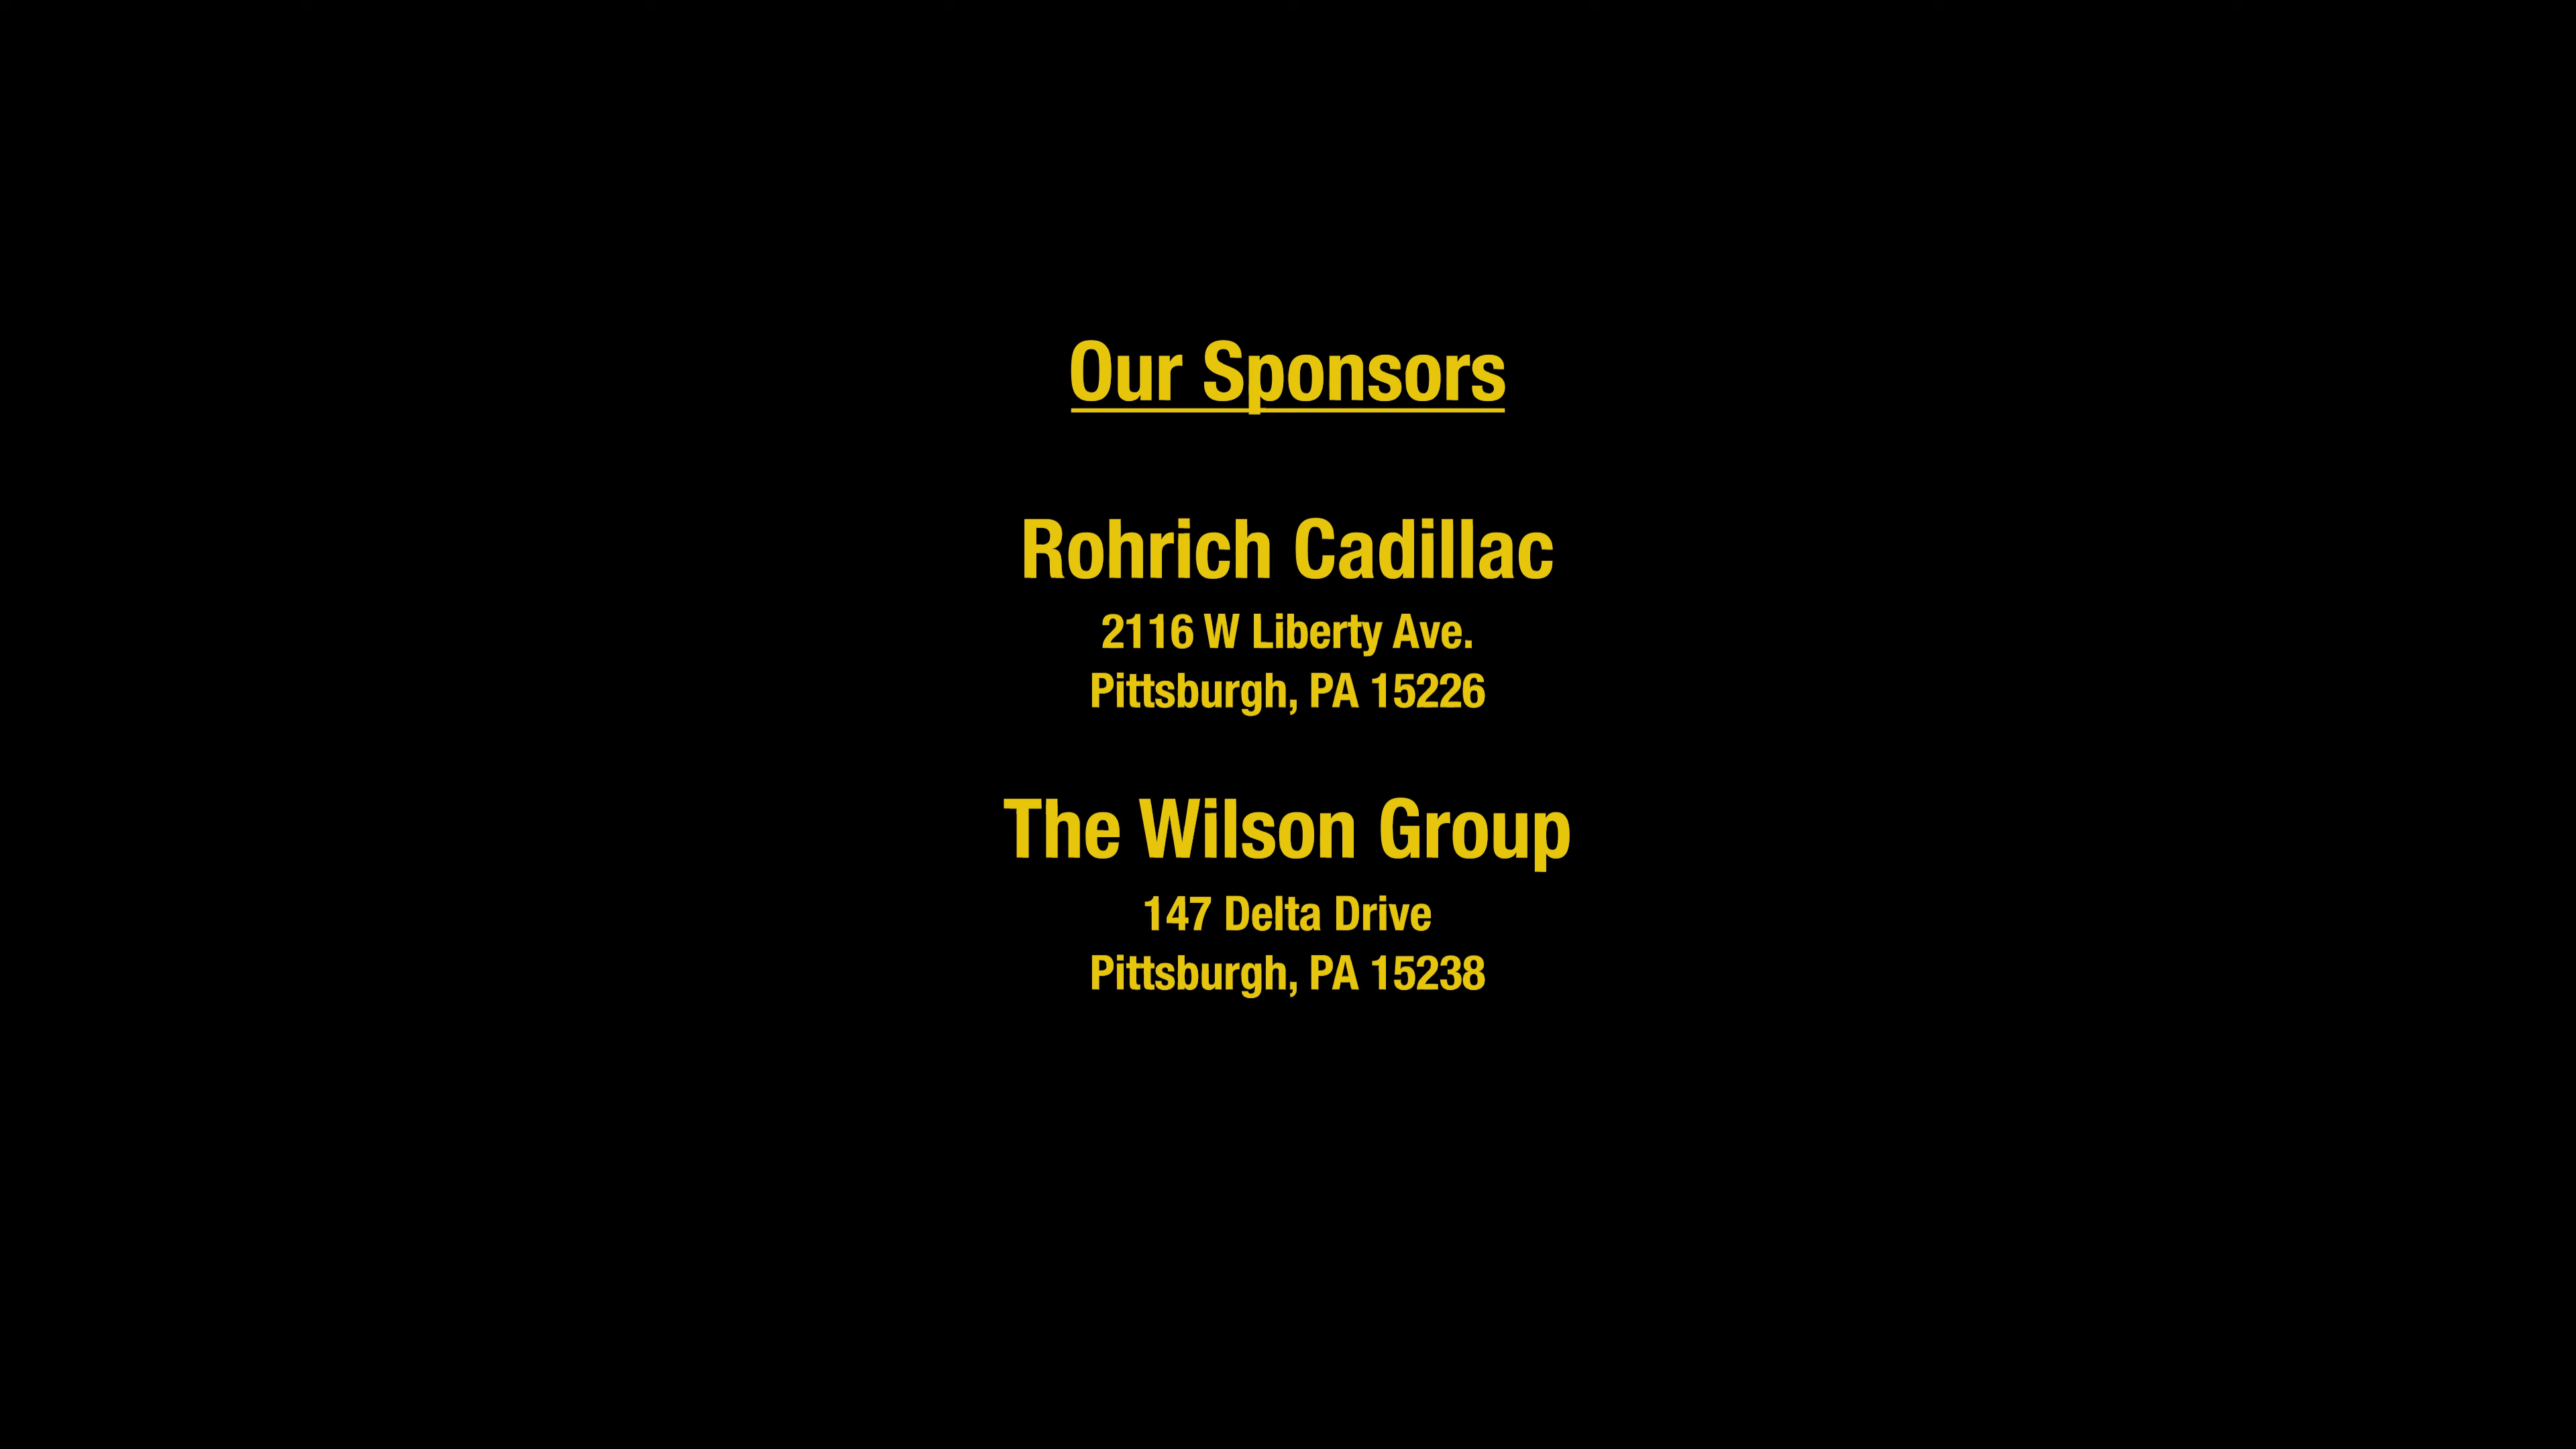 Our Sponsors
Rohrich Cadillac
2116 W Liberty Ave.
Pittsburgh, PA 15226
The Wilson Group
147 Delta Drive
Pittsburgh, PA 15238